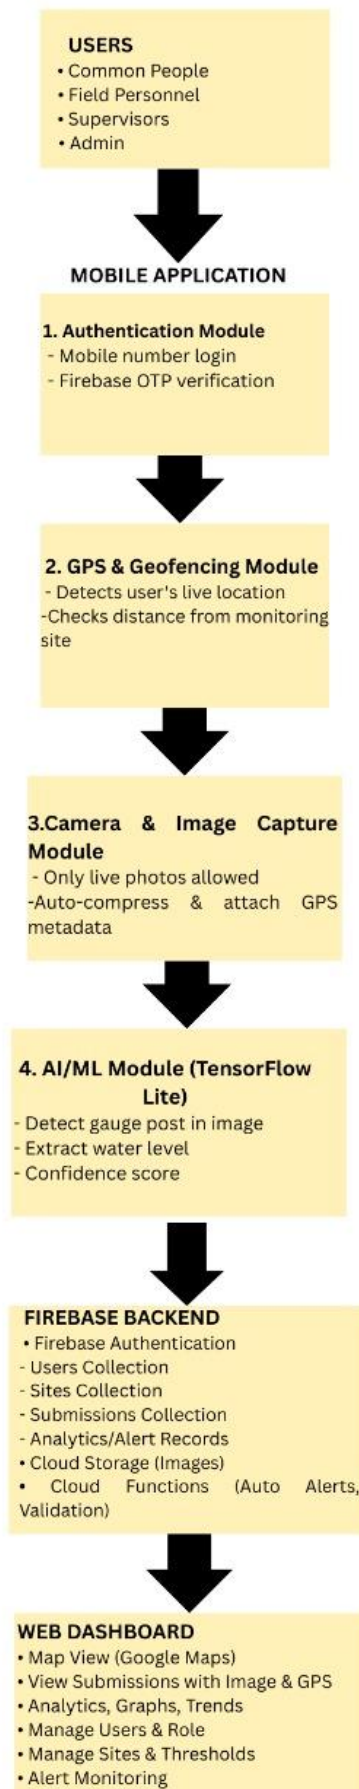 USERS
• Common People
• Field Personnel
• Supervisors
• Admin
MOBILE APPLICATION
1. Authentication Module
- Mobile number login
- Firebase OTP verification
2. GPS & Geofencing Module
- Detects user's live location
-Checks distance from monitoring
site
3.Camera & Image Capture
Module
- Only live photos allowed
-Auto-compress & attach GPS
metadata
4. AI/ML Module (TensorFlow
Lite)
- Detect gauge post in image
- Extract water level
- Confidence score
FIREBASE BACKEND
• Firebase Authentication
- Users Collection
- Sites Collection
- Submissions Collection
- Analytics/Alert Records
• Cloud Storage (Images)
• Cloud Functions (Auto Alerts,
Validation)
WEB DASHBOARD
• Map View (Google Maps)
• View Submissions with Image & GPS
• Analytics, Graphs, Trends
• Manage Users & Role
• Manage Sites & Thresholds
• Alert Monitoring